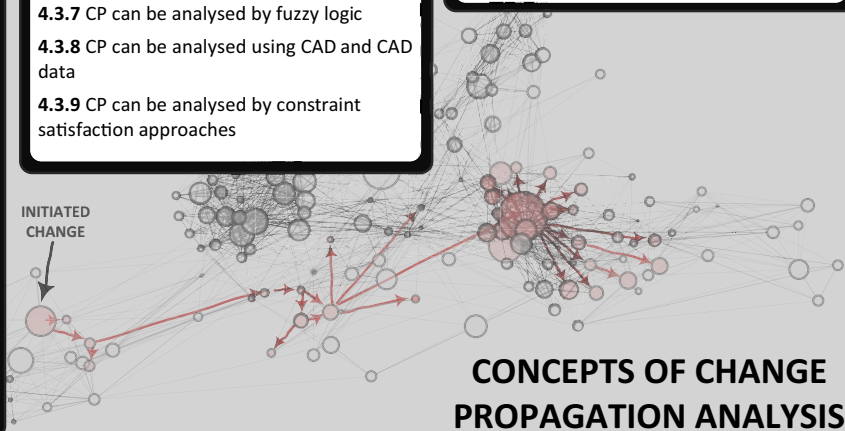 4.3.7 CP can be analysed by fuzzy logic
4.3.8 CP can be analysed using CAD and CAD
data
4.3.9 CP can be analysed by constraint
satisfaction approaches
INITIATED
CHANGE
CONCEPTS OF CHANGE
PROPAGATION ANALYSIS